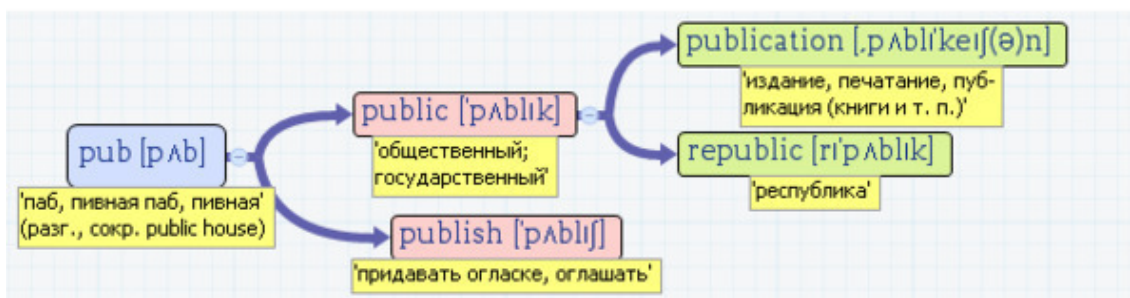 publication [ˌpʌblɪˈkeɪʃ(ə)n]
'издание, печатание, пуб-
ликация (книги и т. п.)'
public [ˈpʌblɪk]
'общественный;
государственный'
pub [pʌb]
'паб, пивная паб, пивная'
(разг., сокр. public house)
republic [rɪˈpʌblɪk]
'республика'
publish [ˈpʌblɪʃ]
'придавать огласке, оглашать'